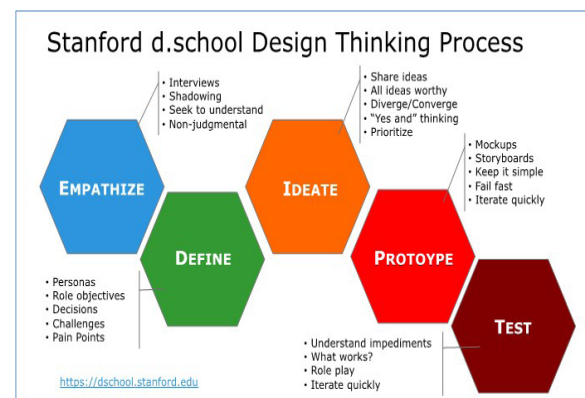 Stanford d.school Design Thinking Process
• Interviews
• Shadowing
• Seek to understand
• Non-judgmental
EMPATHIZE
• Personas
• Role objectives
• Decisions
• Challenges
• Pain Points
DEFINE
• Share ideas
• All ideas worthy
• Diverge/Converge
• “Yes and” thinking
• Prioritize
IDEATE
• Mockups
• Storyboards
• Keep it simple
• Fail fast
• Iterate quickly
PROTOYPE
• Understand impediments
• What works?
• Role play
• Iterate quickly
TEST
https://dschool.stanford.edu